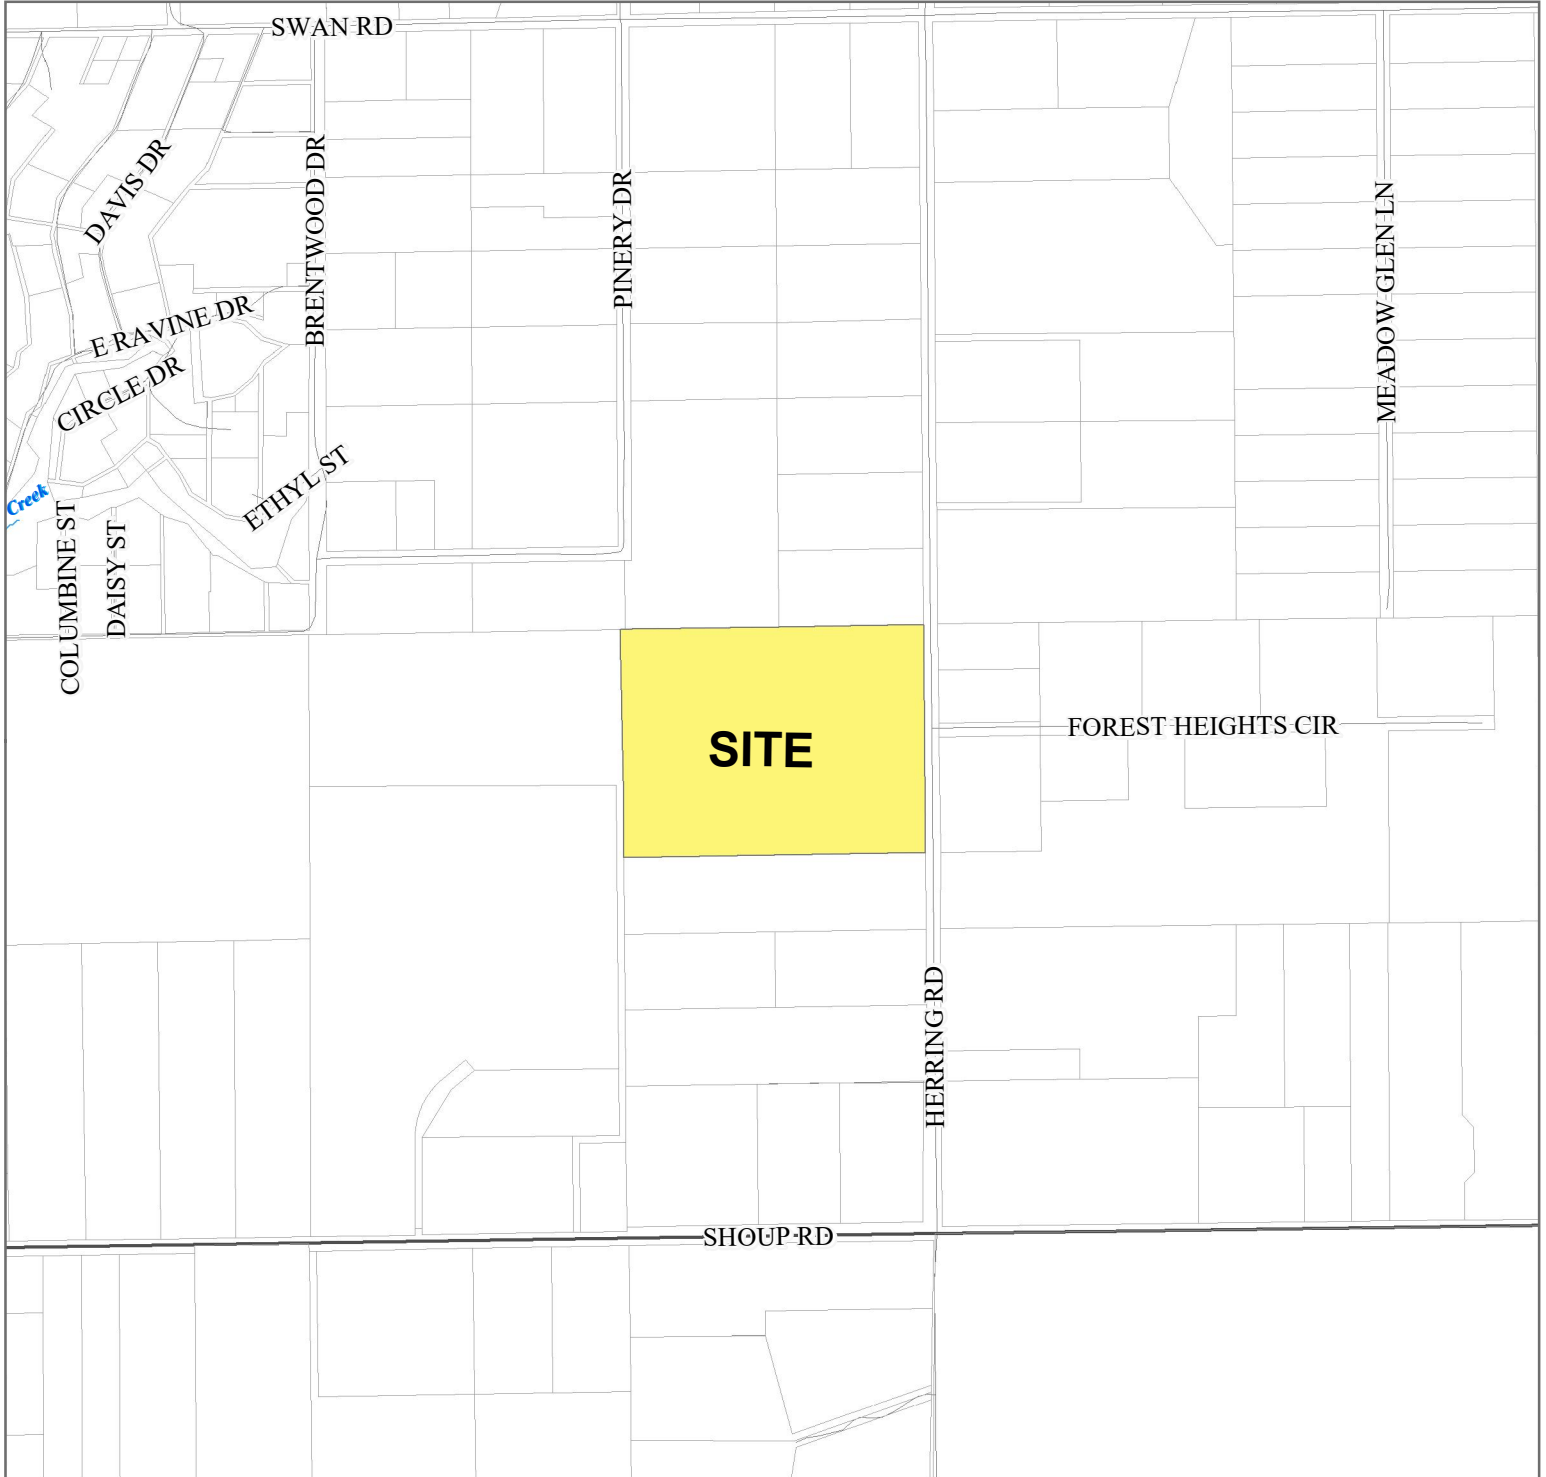 SWAN RD
DAVIS DR
BRENTWOOD DR
PINERY DR
MEADOW GLEN LN
E RAVINE DR
CIRCLE DR
ETHYL ST
Creek
COLUMBINE ST
DAISY ST
SITE
FOREST HEIGHTS CIR
HERRING RD
SHOUP RD